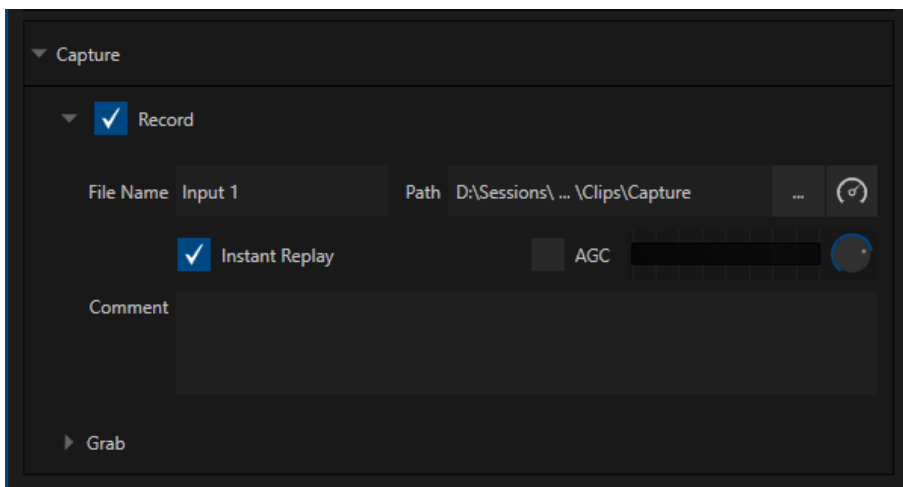 Capture
Record
File Name Input 1 Path D:\Sessions\ ... \Clips\Capture ...
Instant Replay AGC
Comment
Grab